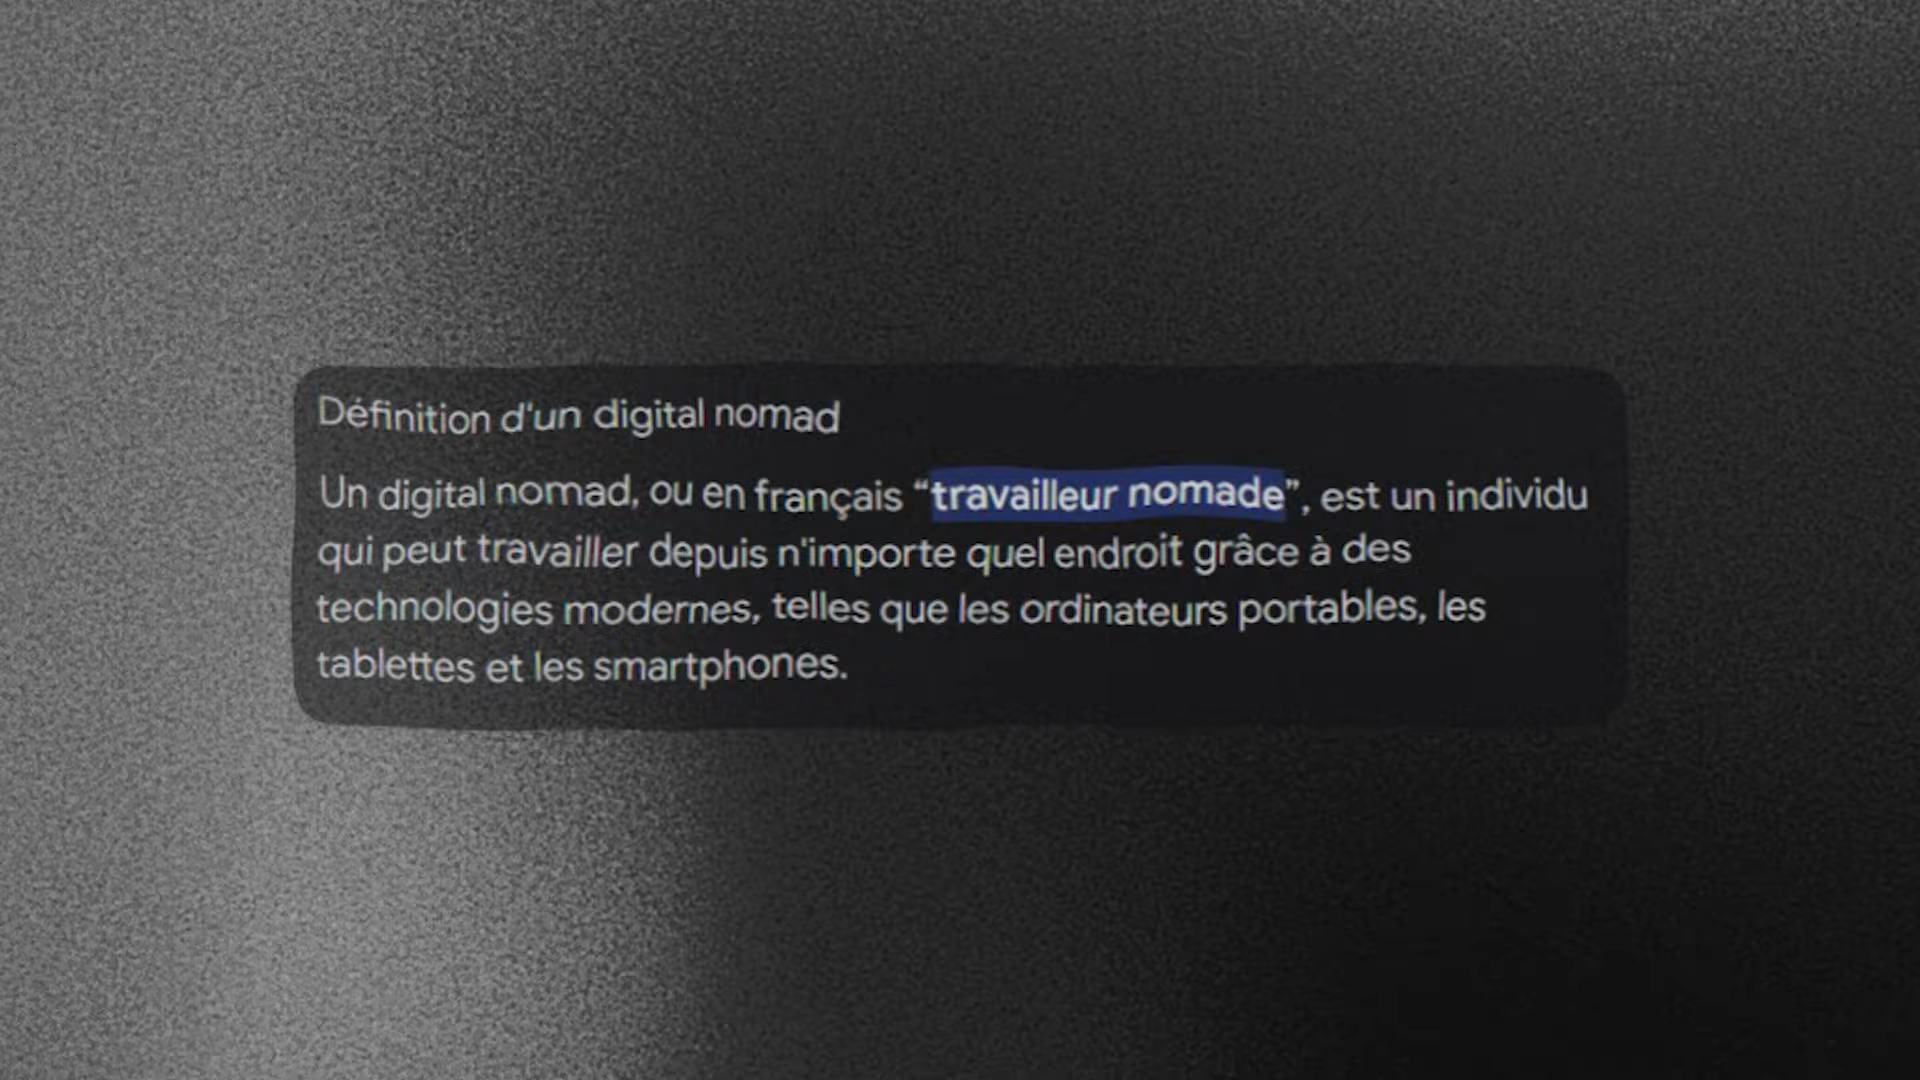 Définition d'un digital nomad
Un digital nomad, ou en français “travailleur nomade”, est un individu
qui peut travailler depuis n'importe quel endroit grâce à des
technologies modernes, telles que les ordinateurs portables, les
tablettes et les smartphones.